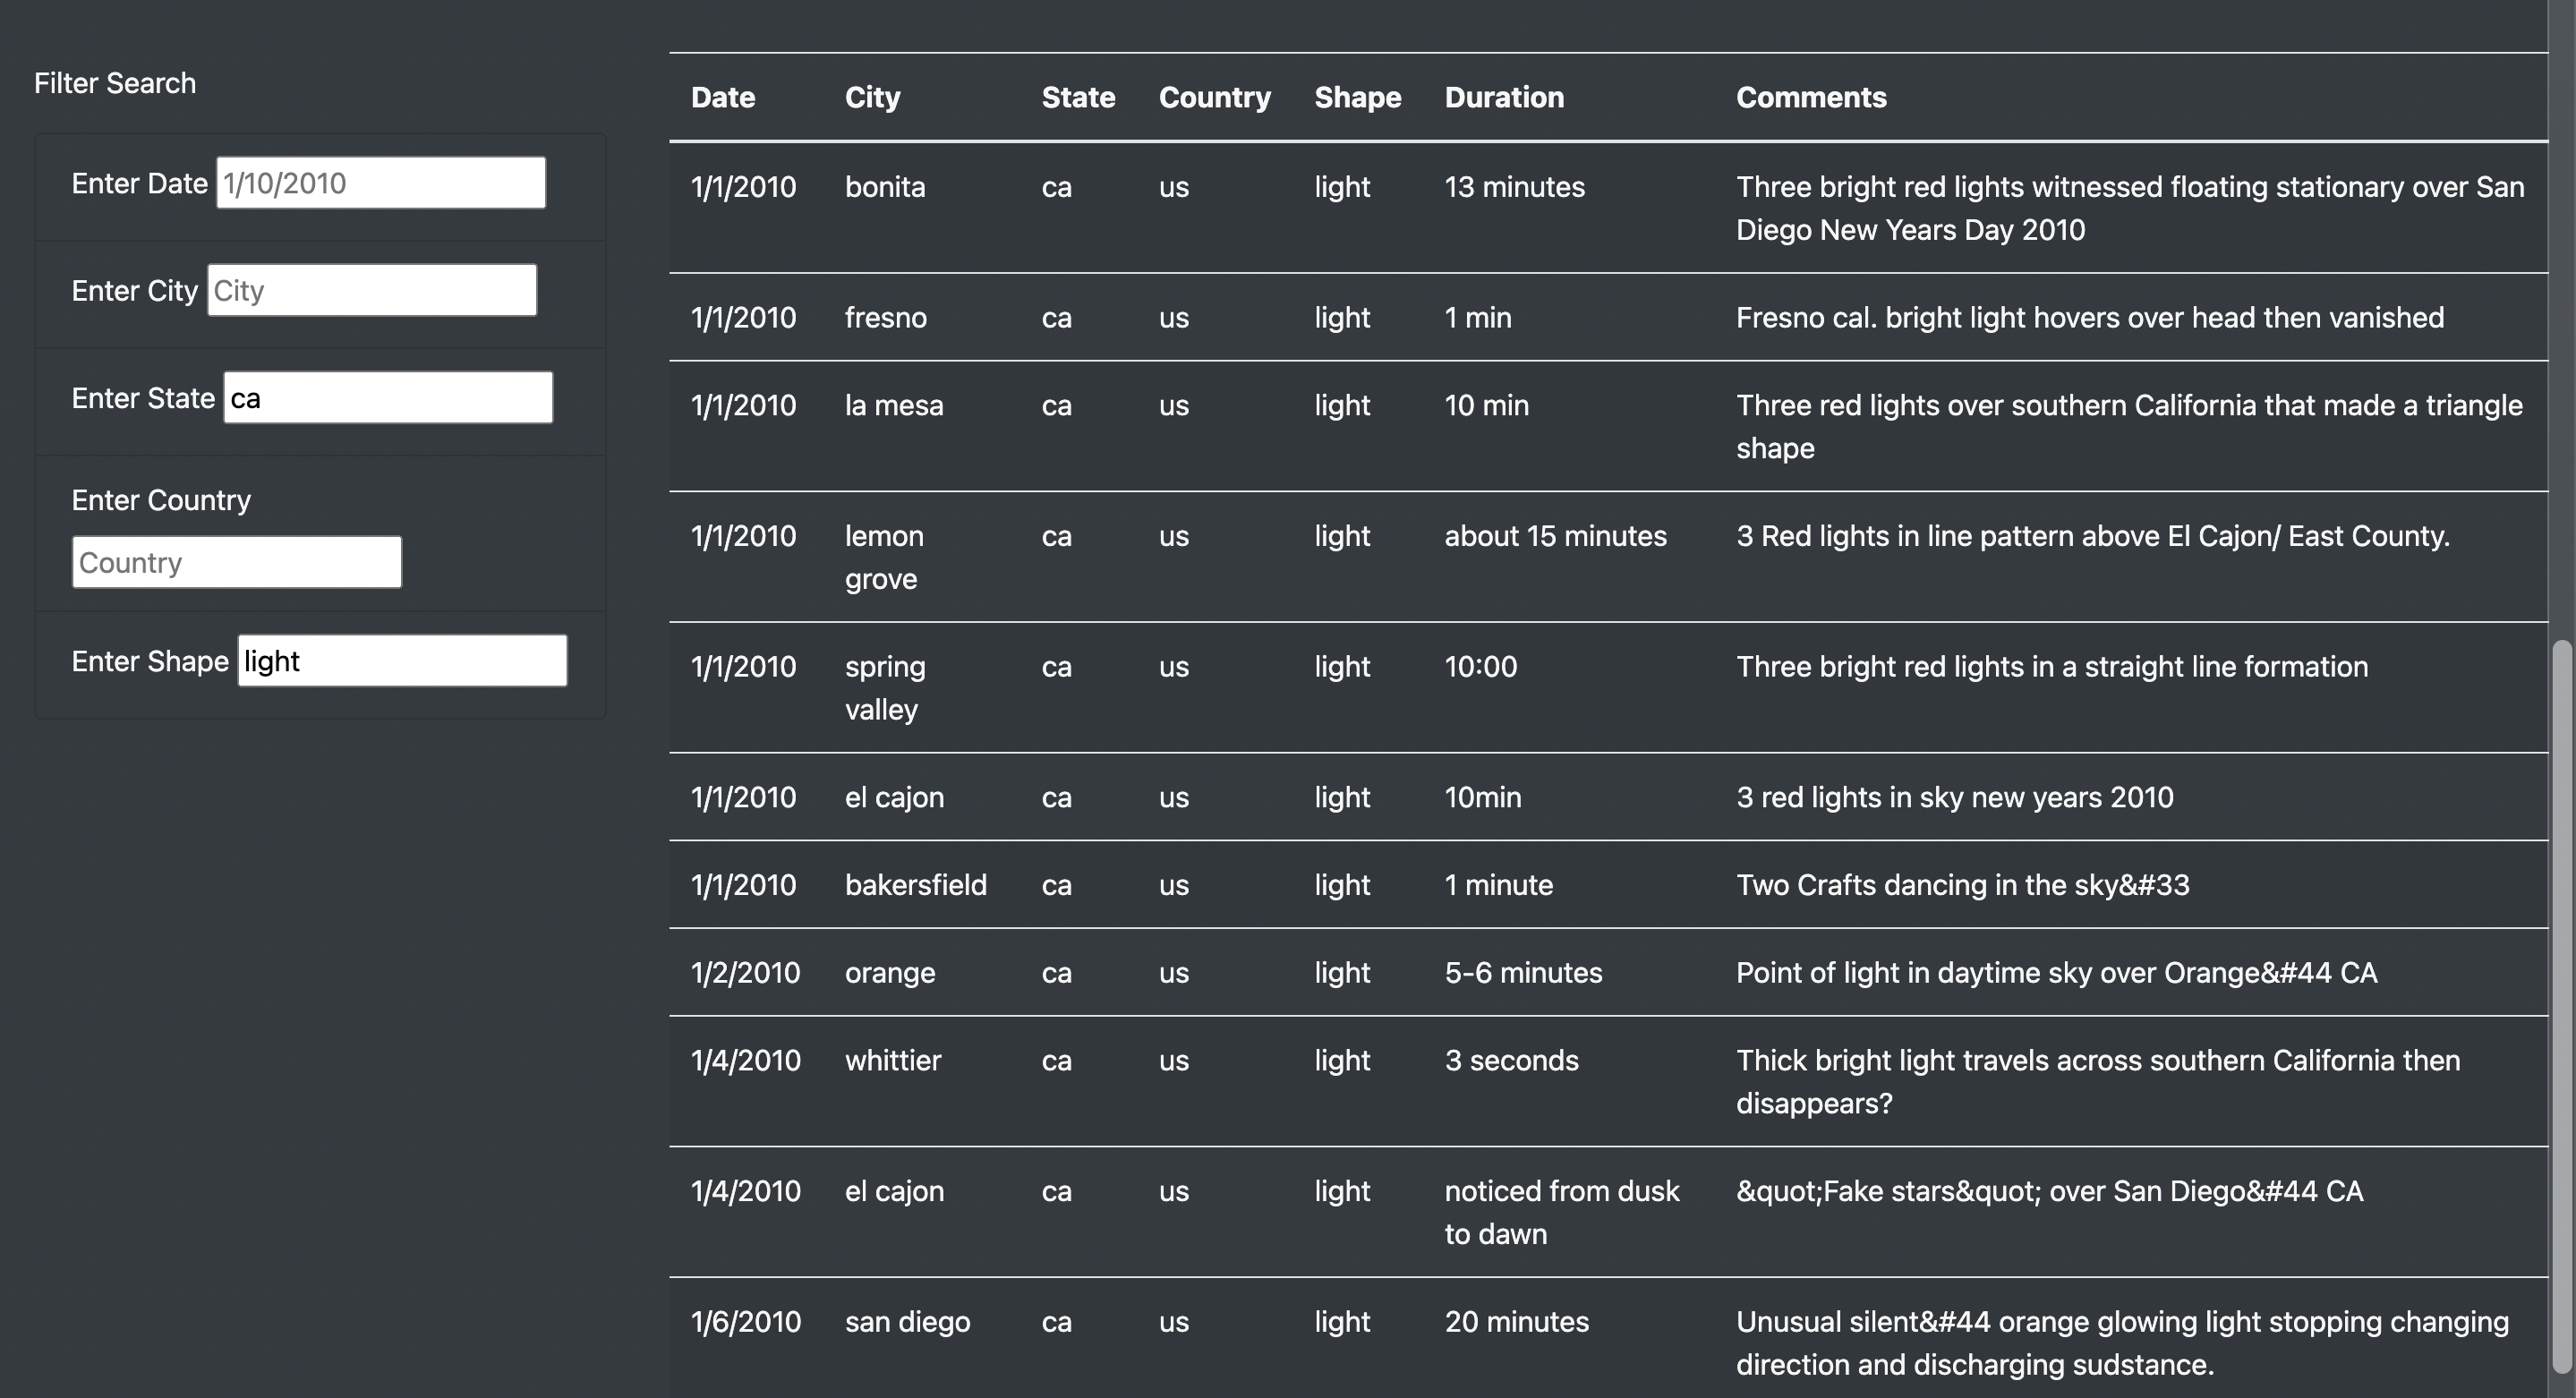 Filter Search
Enter Date 1/10/2010
Enter City City
Enter State ca
Enter Country
Country
Enter Shape light
Date City State Country Shape Duration Comments
1/1/2010 bonita ca us light 13 minutes Three bright red lights witnessed floating stationary over San
Diego New Years Day 2010
1/1/2010 fresno ca us light 1 min Fresno cal. bright light hovers over head then vanished
1/1/2010 la mesa ca us light 10 min Three red lights over southern California that made a triangle
shape
1/1/2010 lemon ca us light about 15 minutes 3 Red lights in line pattern above El Cajon/ East County.
grove
1/1/2010 spring ca us light 10:00 Three bright red lights in a straight line formation
valley
1/1/2010 el cajon ca us light 10min 3 red lights in sky new years 2010
1/1/2010 bakersfield ca us light 1 minute Two Crafts dancing in the sky&#33
1/2/2010 orange ca us light 5-6 minutes Point of light in daytime sky over Orange&#44 CA
1/4/2010 whittier ca us light 3 seconds Thick bright light travels across southern California then
disappears?
1/4/2010 el cajon ca us light noticed from dusk &quot;Fake stars&quot; over San Diego&#44 CA
to dawn
1/6/2010 san diego ca us light 20 minutes Unusual silent&#44 orange glowing light stopping changing
direction and discharging sudstance.